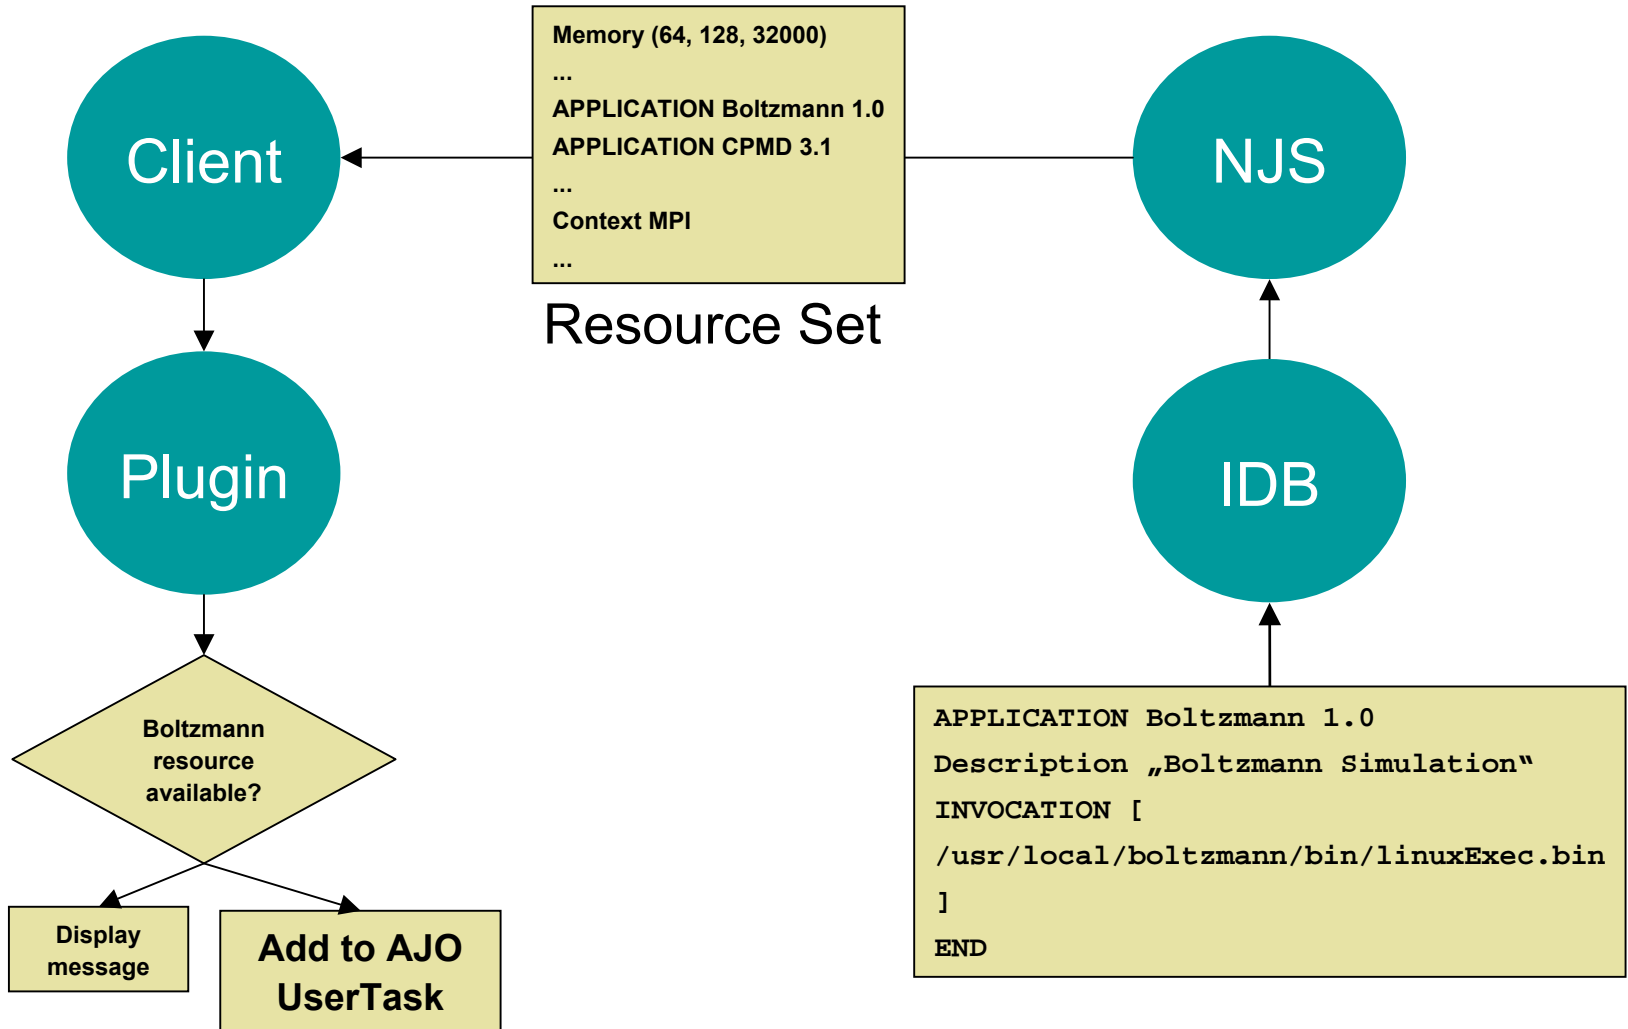 Client
Memory (64, 128, 32000)
...
APPLICATION Boltzmann 1.0
APPLICATION CPMD 3.1
...
Context MPI
...
Resource Set
NJS
Plugin
IDB
Boltzmann
resource
available?
Display
message
Add to AJO
UserTask
APPLICATION Boltzmann 1.0
Description „Boltzmann Simulation“
INVOCATION [
/usr/local/boltzmann/bin/linuxExec.bin
]
END